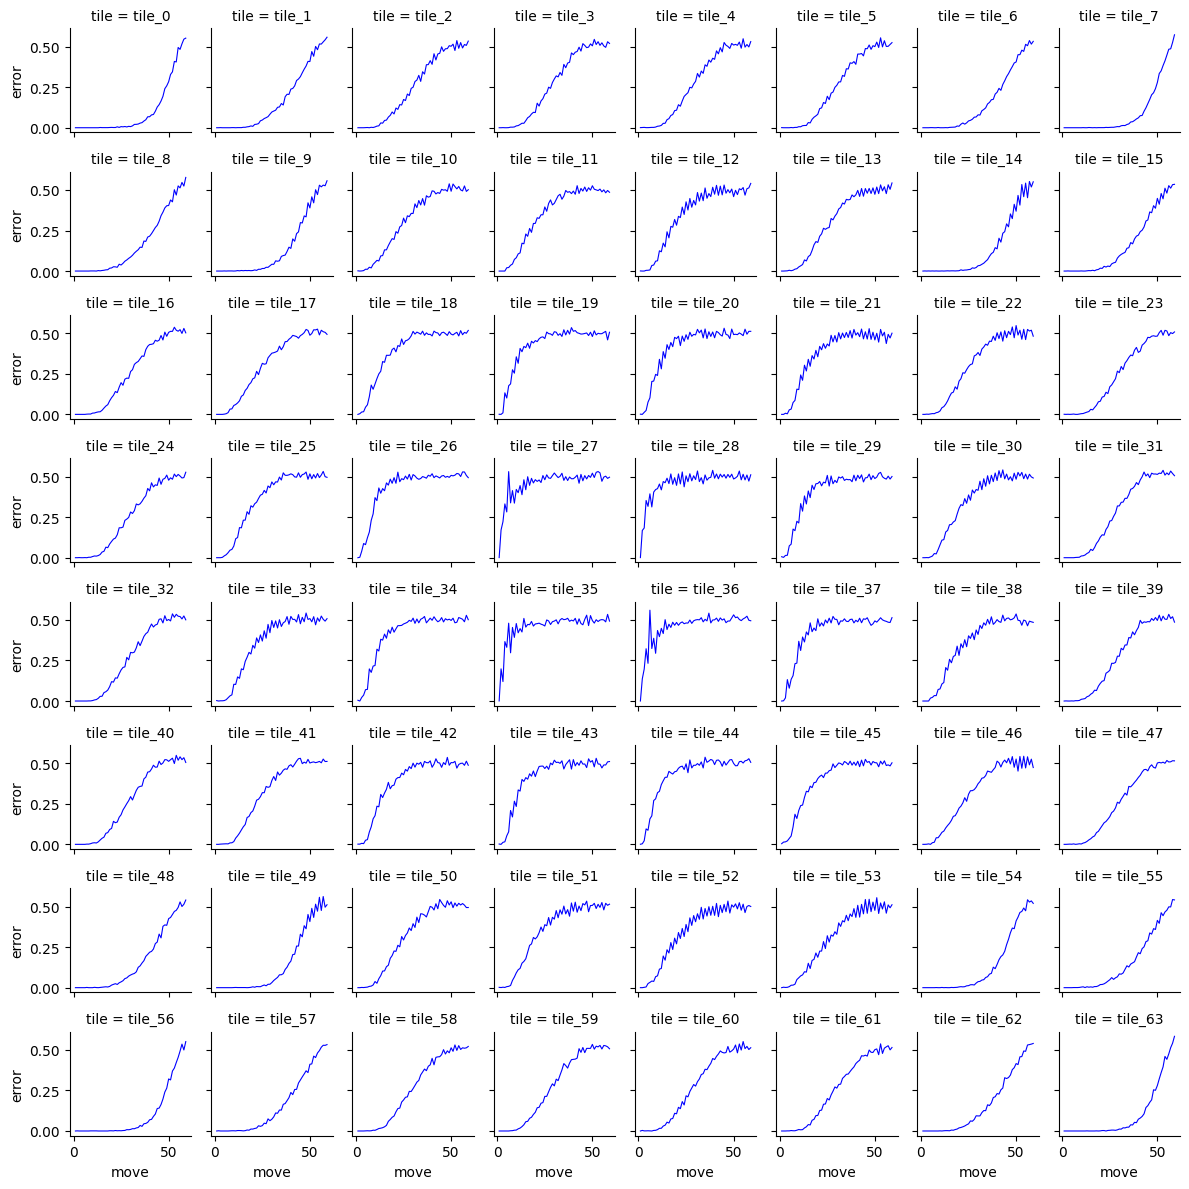 tile = tile_0 tile = tile_1 tile = tile_2 tile = tile_3 tile = tile_4 tile = tile_5 tile = tile_6 tile = tile_7
0.50
0.25
0.00
error
tile = tile_8 tile = tile_9 tile = tile_10 tile = tile_11 tile = tile_12 tile = tile_13 tile = tile_14 tile = tile_15
0.50
0.25
0.00
error
tile = tile_16 tile = tile_17 tile = tile_18 tile = tile_19 tile = tile_20 tile = tile_21 tile = tile_22 tile = tile_23
0.50
0.25
0.00
error
tile = tile_24 tile = tile_25 tile = tile_26 tile = tile_27 tile = tile_28 tile = tile_29 tile = tile_30 tile = tile_31
0.50
0.25
0.00
error
tile = tile_32 tile = tile_33 tile = tile_34 tile = tile_35 tile = tile_36 tile = tile_37 tile = tile_38 tile = tile_39
0.50
0.25
0.00
error
tile = tile_40 tile = tile_41 tile = tile_42 tile = tile_43 tile = tile_44 tile = tile_45 tile = tile_46 tile = tile_47
0.50
0.25
0.00
error
tile = tile_48 tile = tile_49 tile = tile_50 tile = tile_51 tile = tile_52 tile = tile_53 tile = tile_54 tile = tile_55
0.50
0.25
0.00
error
tile = tile_56 tile = tile_57 tile = tile_58 tile = tile_59 tile = tile_60 tile = tile_61 tile = tile_62 tile = tile_63
0.50
0.25
0.00
error
0 50 0 50 0 50 0 50 0 50 0 50 0 50 0 50
move move move move move move move move